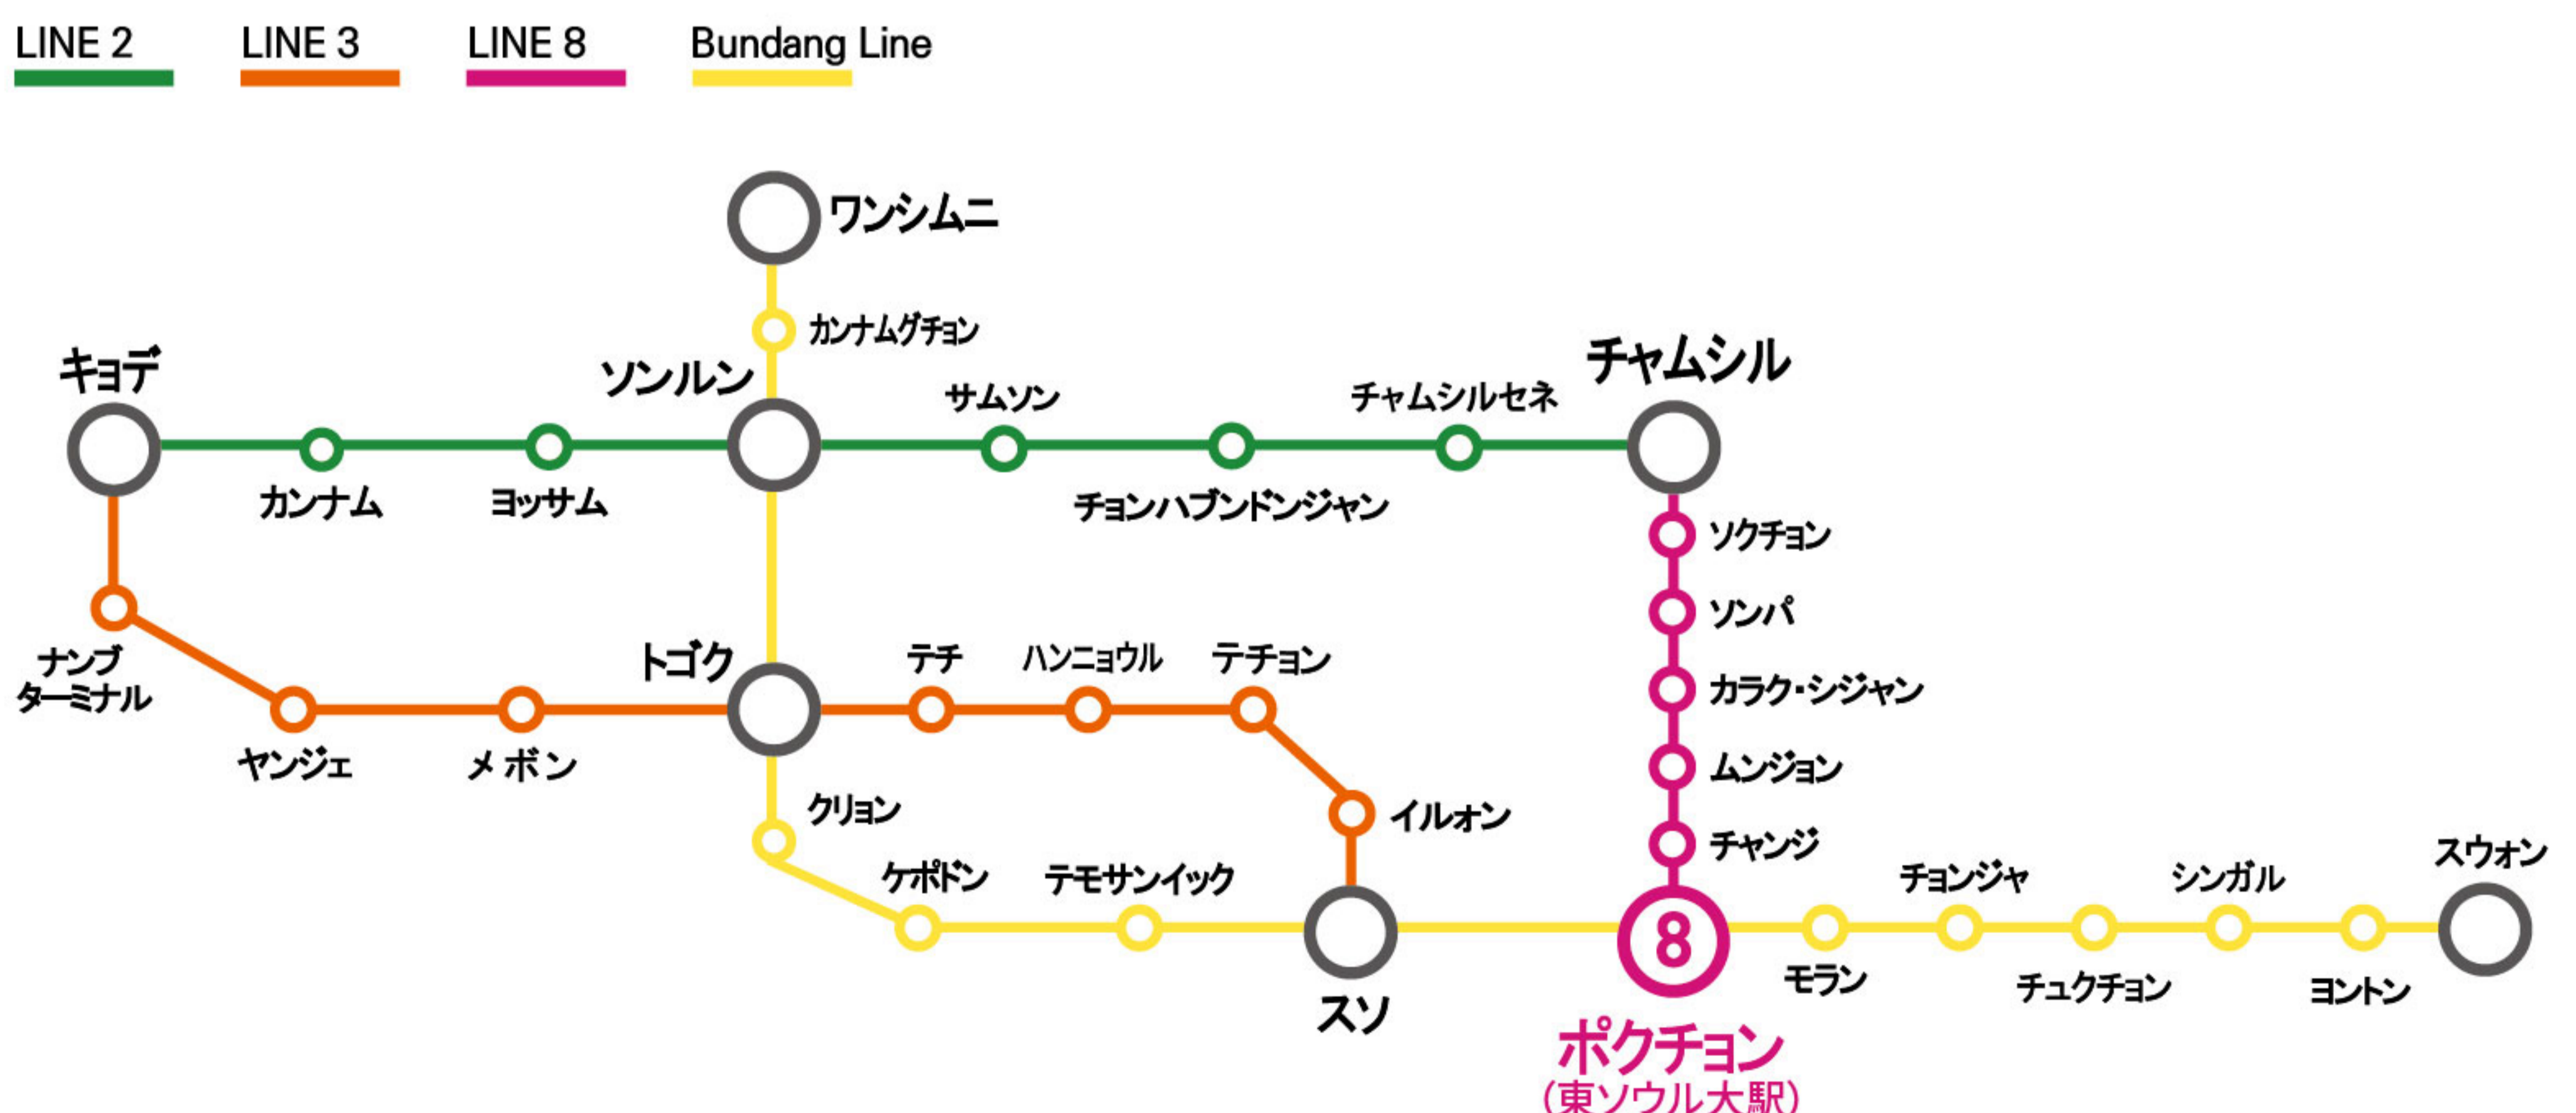 LINE 2
LINE 3
LINE 8
Bundang Line
ワンシムニ
カンナムグチョン
キョデ
ソンルン
サムソン
チャムシルセネ
チャムシル
カンナム
ヨッサム
チョンハブンドンジャン
ソクチョン
ソンパ
ナンブ
ターミナル
トゴク
テチ
ハンニョウル
テチョン
カラク・シジャン
ヤンジェ
メボン
ムンジョン
クリョン
イルォン
チャンジ
ケポドン
テモサンイック
チョンジャ
シンガル
スウォン
8
モラン
チュクチョン
ヨントン
スソ
ポクチョン
(東ソウル大駅)